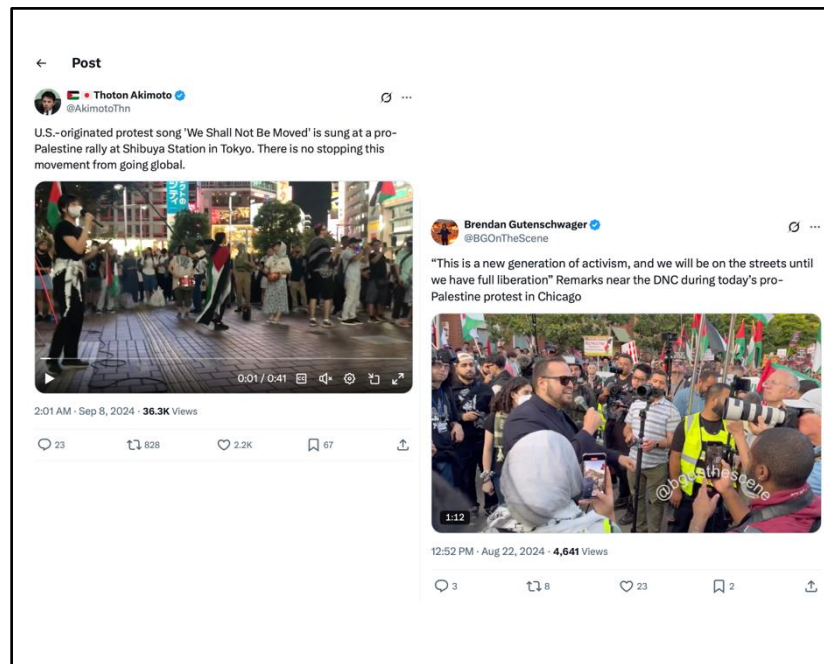 Post
Thoton Akimoto
@AkimotoThn
U.S.-originated protest song 'We Shall Not Be Moved' is sung at a pro-
Palestine rally at Shibuya Station in Tokyo. There is no stopping this
movement from going global.
0:01 / 0:41
CC
2:01 AM · Sep 8, 2024 · 36.3K Views
23
828
2.2K
67
Brendan Gutenschwager
@BGOnTheScene
“This is a new generation of activism, and we will be on the streets until
we have full liberation” Remarks near the DNC during today’s pro-
Palestine protest in Chicago
@bgonthescene
1:12
12:52 PM · Aug 22, 2024 · 4,641 Views
3
8
23
2